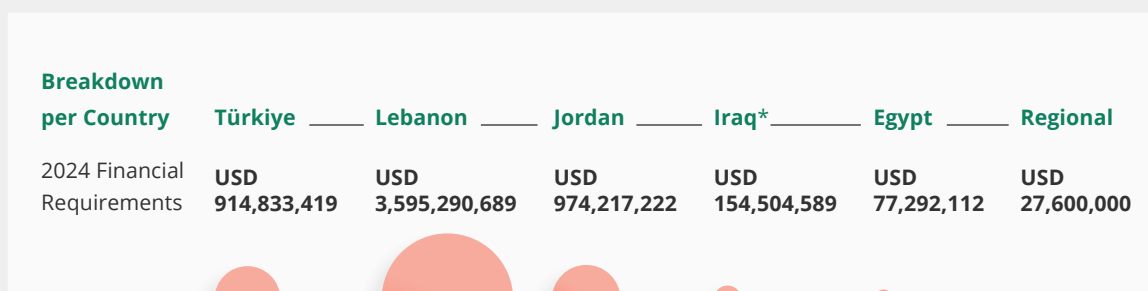 Breakdown
per Country Türkiye Lebanon Jordan Iraq* Egypt Regional
2024 Financial
Requirements
USD USD USD USD USD USD
914,833,419 3,595,290,689 974,217,222 154,504,589 77,292,112 27,600,000